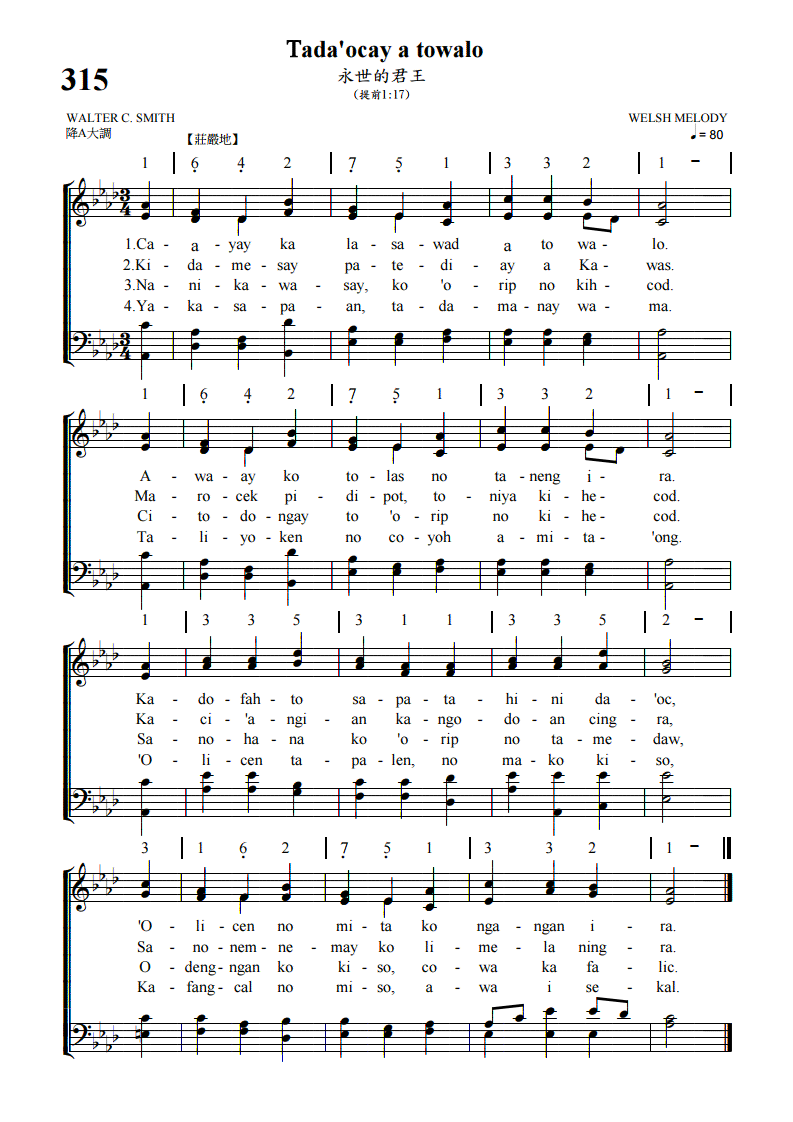 Tada'ocay a towalo
315
永世的君王
(提前1:17)
WALTER C. SMITH
WELSH MELODY
降A大調
【莊嚴地】
♩= 80
1 | 6̣ 4̣ 2 | 7̣ 5̣ 1 | 3 3 2 | 1 – |
1.Ca - a - yay ka la - sa - wad a to wa - lo.
2.Ki - da - me - say pa - te - di - ay a Ka - was.
3.Na - ni - ka - wa - say, ko 'o - rip no kih - cod.
4.Ya - ka - sa - pa - an, ta - da - ma - nay wa - ma.
1 | 6̣ 4̣ 2 | 7̣ 5̣ 1 | 3 3 2 | 1 – |
A - wa - ay ko to - las no ta - neng i - ra.
Ma - ro - cek pi - di - pot, to - niya ki - he - cod.
Ci - to - do - ngay to 'o - rip no ki - he - cod.
Ta - li - yo - ken no co - yoh a - mi - ta - 'ong.
1 | 3 3 5 | 3 1 1 | 3 3 5 | 2 – |
Ka - do - fah - to sa - pa - ta - hi - ni da - 'oc,
Ka - ci - 'a - ngi - an ka - ngo - do - an cing - ra,
Sa - no - ha - na ko 'o - rip no ta - me - daw,
'O - li - cen ta - pa - len, no ma - ko ki - so,
3 | 1 6̣ 2 | 7̣ 5̣ 1 | 3 3 2 | 1 – ‖
'O - li - cen no mi - ta ko nga - ngan i - ra.
Sa - no - nem - ne - may ko li - me - la ning - ra.
O deng - ngan ko ki - so, co - wa ka fa - lic.
Ka - fang - cal no mi - so, a - wa i se - kal.